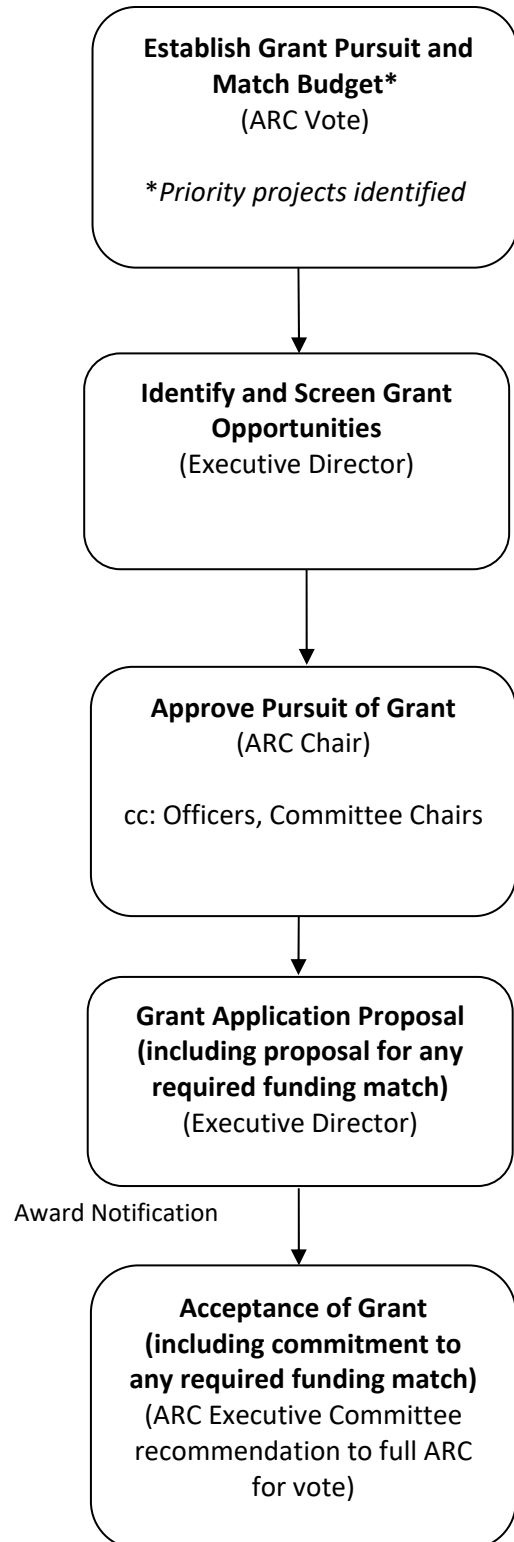 Establish Grant Pursuit and
Match Budget*
(ARC Vote)
*Priority projects identified
Identify and Screen Grant
Opportunities
(Executive Director)
Approve Pursuit of Grant
(ARC Chair)
cc: Officers, Committee Chairs
Grant Application Proposal
(including proposal for any
required funding match)
(Executive Director)
Award Notification
Acceptance of Grant
(including commitment to
any required funding match)
(ARC Executive Committee
recommendation to full ARC
for vote)